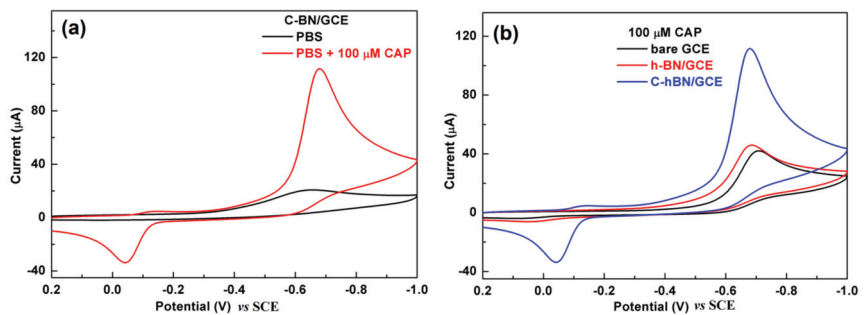 (a)
C-BN/GCE
PBS
PBS + 100 μM CAP
120
80
40
0
-40
Current (μA)
0.2 0.0 -0.2 -0.4 -0.6 -0.8 -1.0
Potential (V) vs SCE
(b)
100 μM CAP
bare GCE
h-BN/GCE
C-hBN/GCE
120
80
40
0
-40
Current (μA)
0.2 0.0 -0.2 -0.4 -0.6 -0.8 -1.0
Potential (V) vs SCE